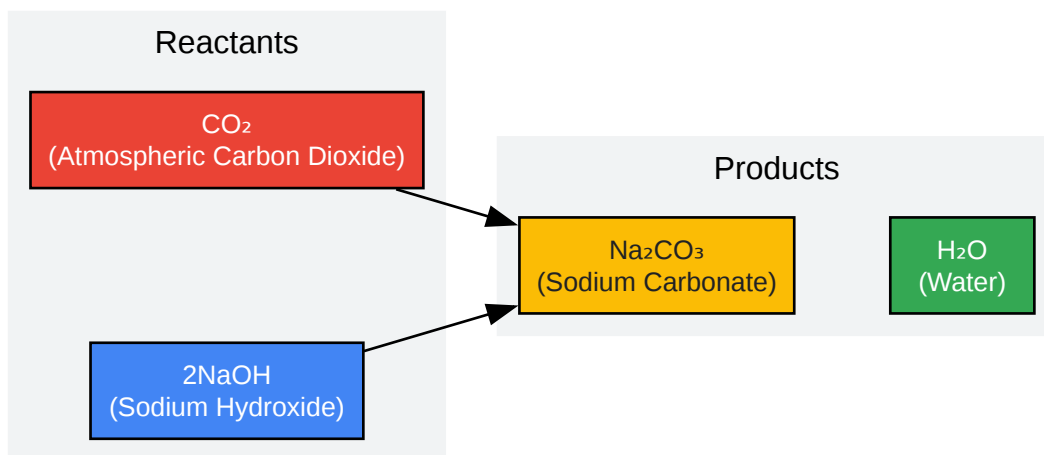 Reactants
CO₂
(Atmospheric Carbon Dioxide)
2NaOH
(Sodium Hydroxide)
Products
Na₂CO₃
(Sodium Carbonate)
H₂O
(Water)